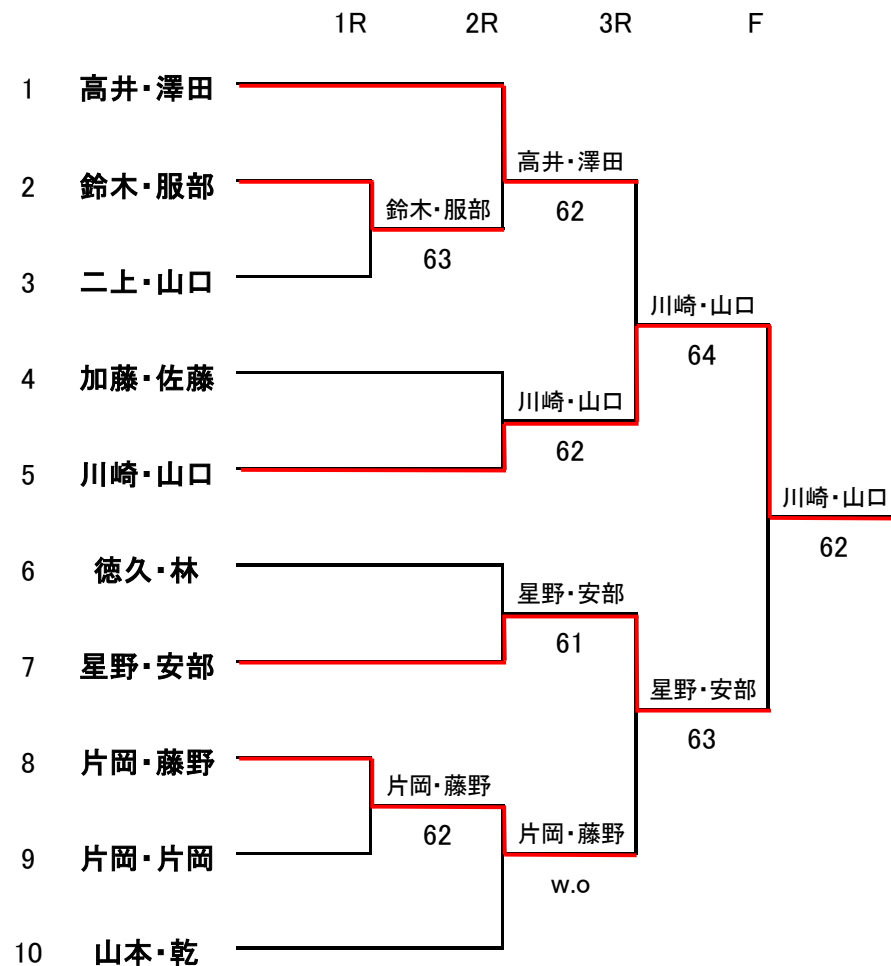 1R 2R 3R F
1 高井・澤田
高井・澤田
2 鈴木・服部
鈴木・服部
62
63
3 二上・山口
川崎・山口
64
4 加藤・佐藤
川崎・山口
62
5 川崎・山口
川崎・山口
62
6 徳久・林
星野・安部
61
7 星野・安部
星野・安部
63
8 片岡・藤野
片岡・藤野
62
片岡・藤野
9 片岡・片岡
w.o
10 山本・乾